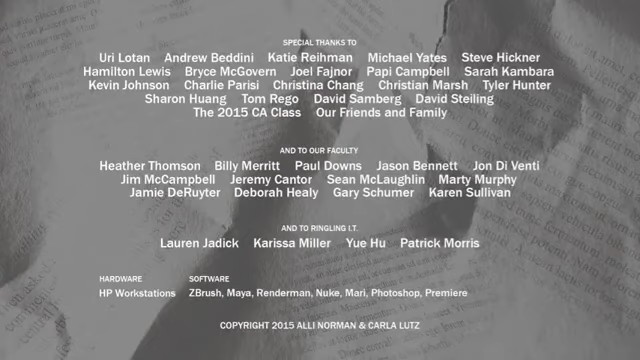 SPECIAL THANKS TO
Uri Lotan Andrew Beddini Katie Reihman Michael Yates Steve Hickner
Hamilton Lewis Bryce McGovern Joel Fajnor Papi Campbell Sarah Kambara
Kevin Johnson Charlie Parisi Christina Chang Christian Marsh Tyler Hunter
Sharon Huang Tom Rego David Samberg David Steiling
The 2015 CA Class Our Friends and Family
AND TO OUR FACULTY
Heather Thomson Billy Merritt Paul Downs Jason Bennett Jon Di Venti
Jim McCampbell Jeremy Cantor Sean McLaughlin Marty Murphy
Jamie DeRuyter Deborah Healy Gary Schumer Karen Sullivan
AND TO RINGLING I.T.
Lauren Jadick Karissa Miller Yue Hu Patrick Morris
HARDWARE SOFTWARE
HP Workstations ZBrush, Maya, Renderman, Nuke, Mari, Photoshop, Premiere
COPYRIGHT 2015 ALLI NORMAN & CARLA LUTZ